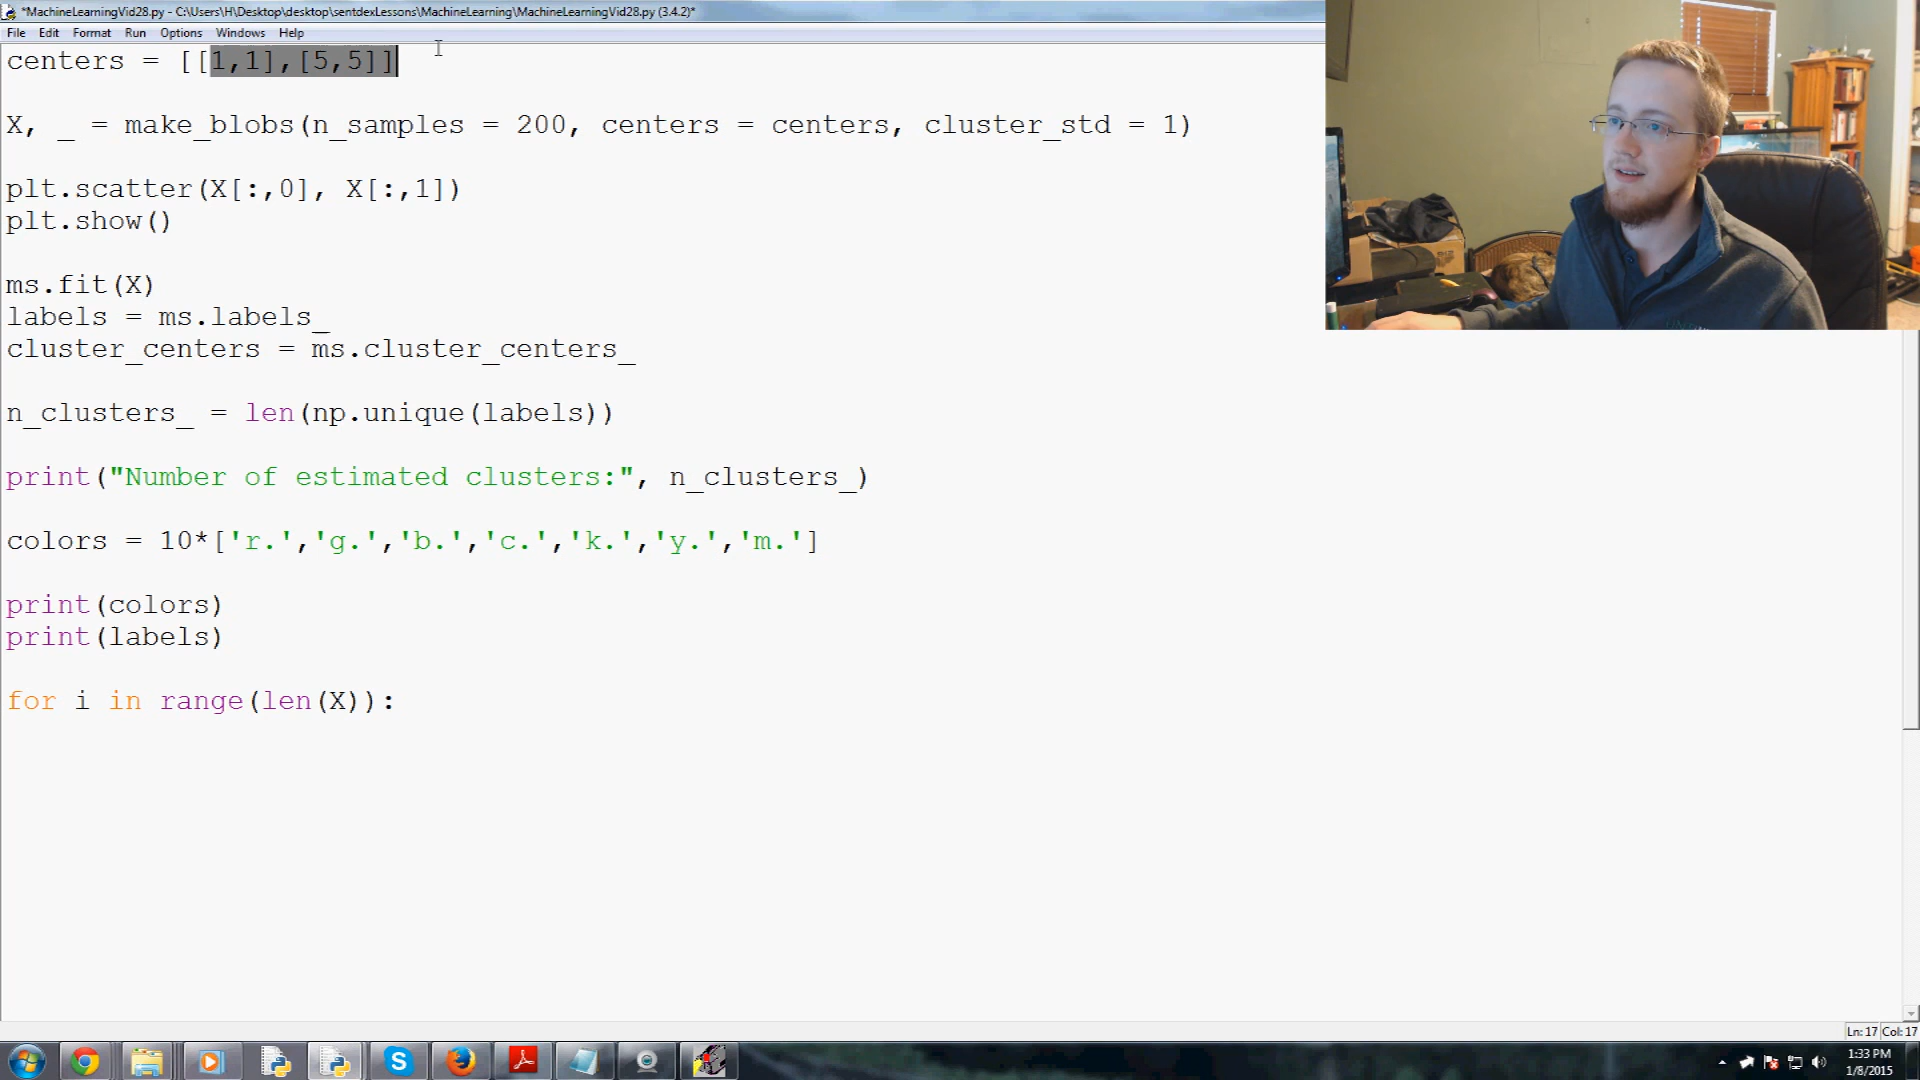 *MachineLearningVid28.py - C:\Users\H\Desktop\desktop\sentdexLessons\MachineLearning\MachineLearningVid28.py (3.4.2)*
File Edit Format Run Options Windows Help
centers = [[1,1],[5,5]]
X, _ = make_blobs(n_samples = 200, centers = centers, cluster_std = 1)
plt.scatter(X[:,0], X[:,1])
plt.show()
ms.fit(X)
labels = ms.labels_
cluster_centers = ms.cluster_centers_
n_clusters_ = len(np.unique(labels))
print("Number of estimated clusters:", n_clusters_)
colors = 10*['r.','g.','b.','c.','k.','y.','m.']
print(colors)
print(labels)
for i in range(len(X)):
Ln: 17 Col: 17
1:33 PM
1/8/2015